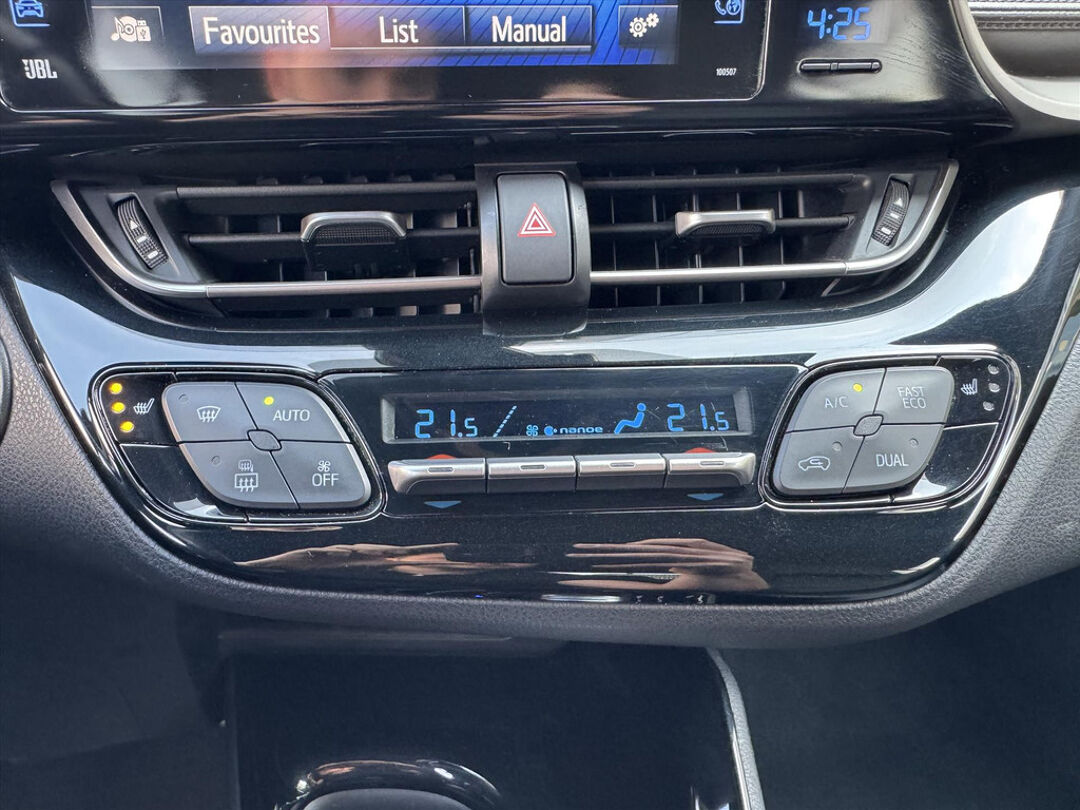 Favourites List Manual
JBL
100507
4:25
AUTO
OFF
21.5 nanoe 21.5
A/C
FAST
ECO
DUAL